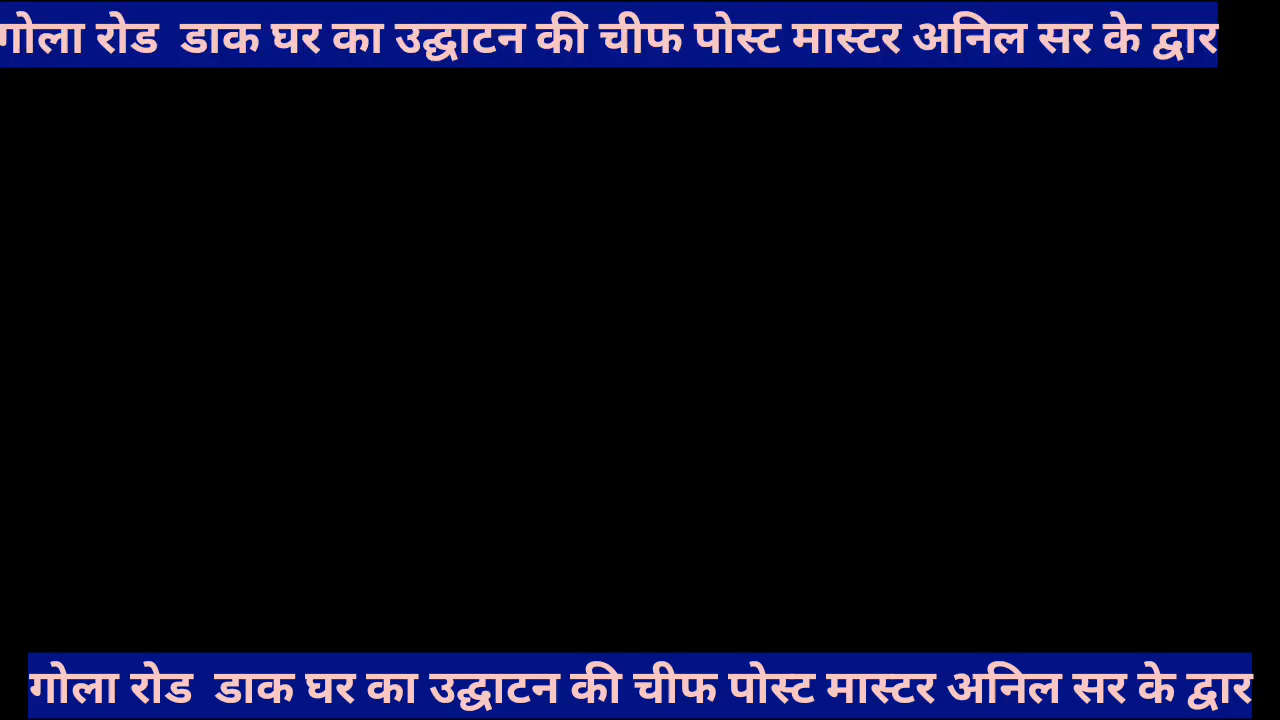 गोला रोड  डाक घर का उद्घाटन की चीफ पोस्ट मास्टर अनिल सर के द्वार
गोला रोड  डाक घर का उद्घाटन की चीफ पोस्ट मास्टर अनिल सर के द्वार